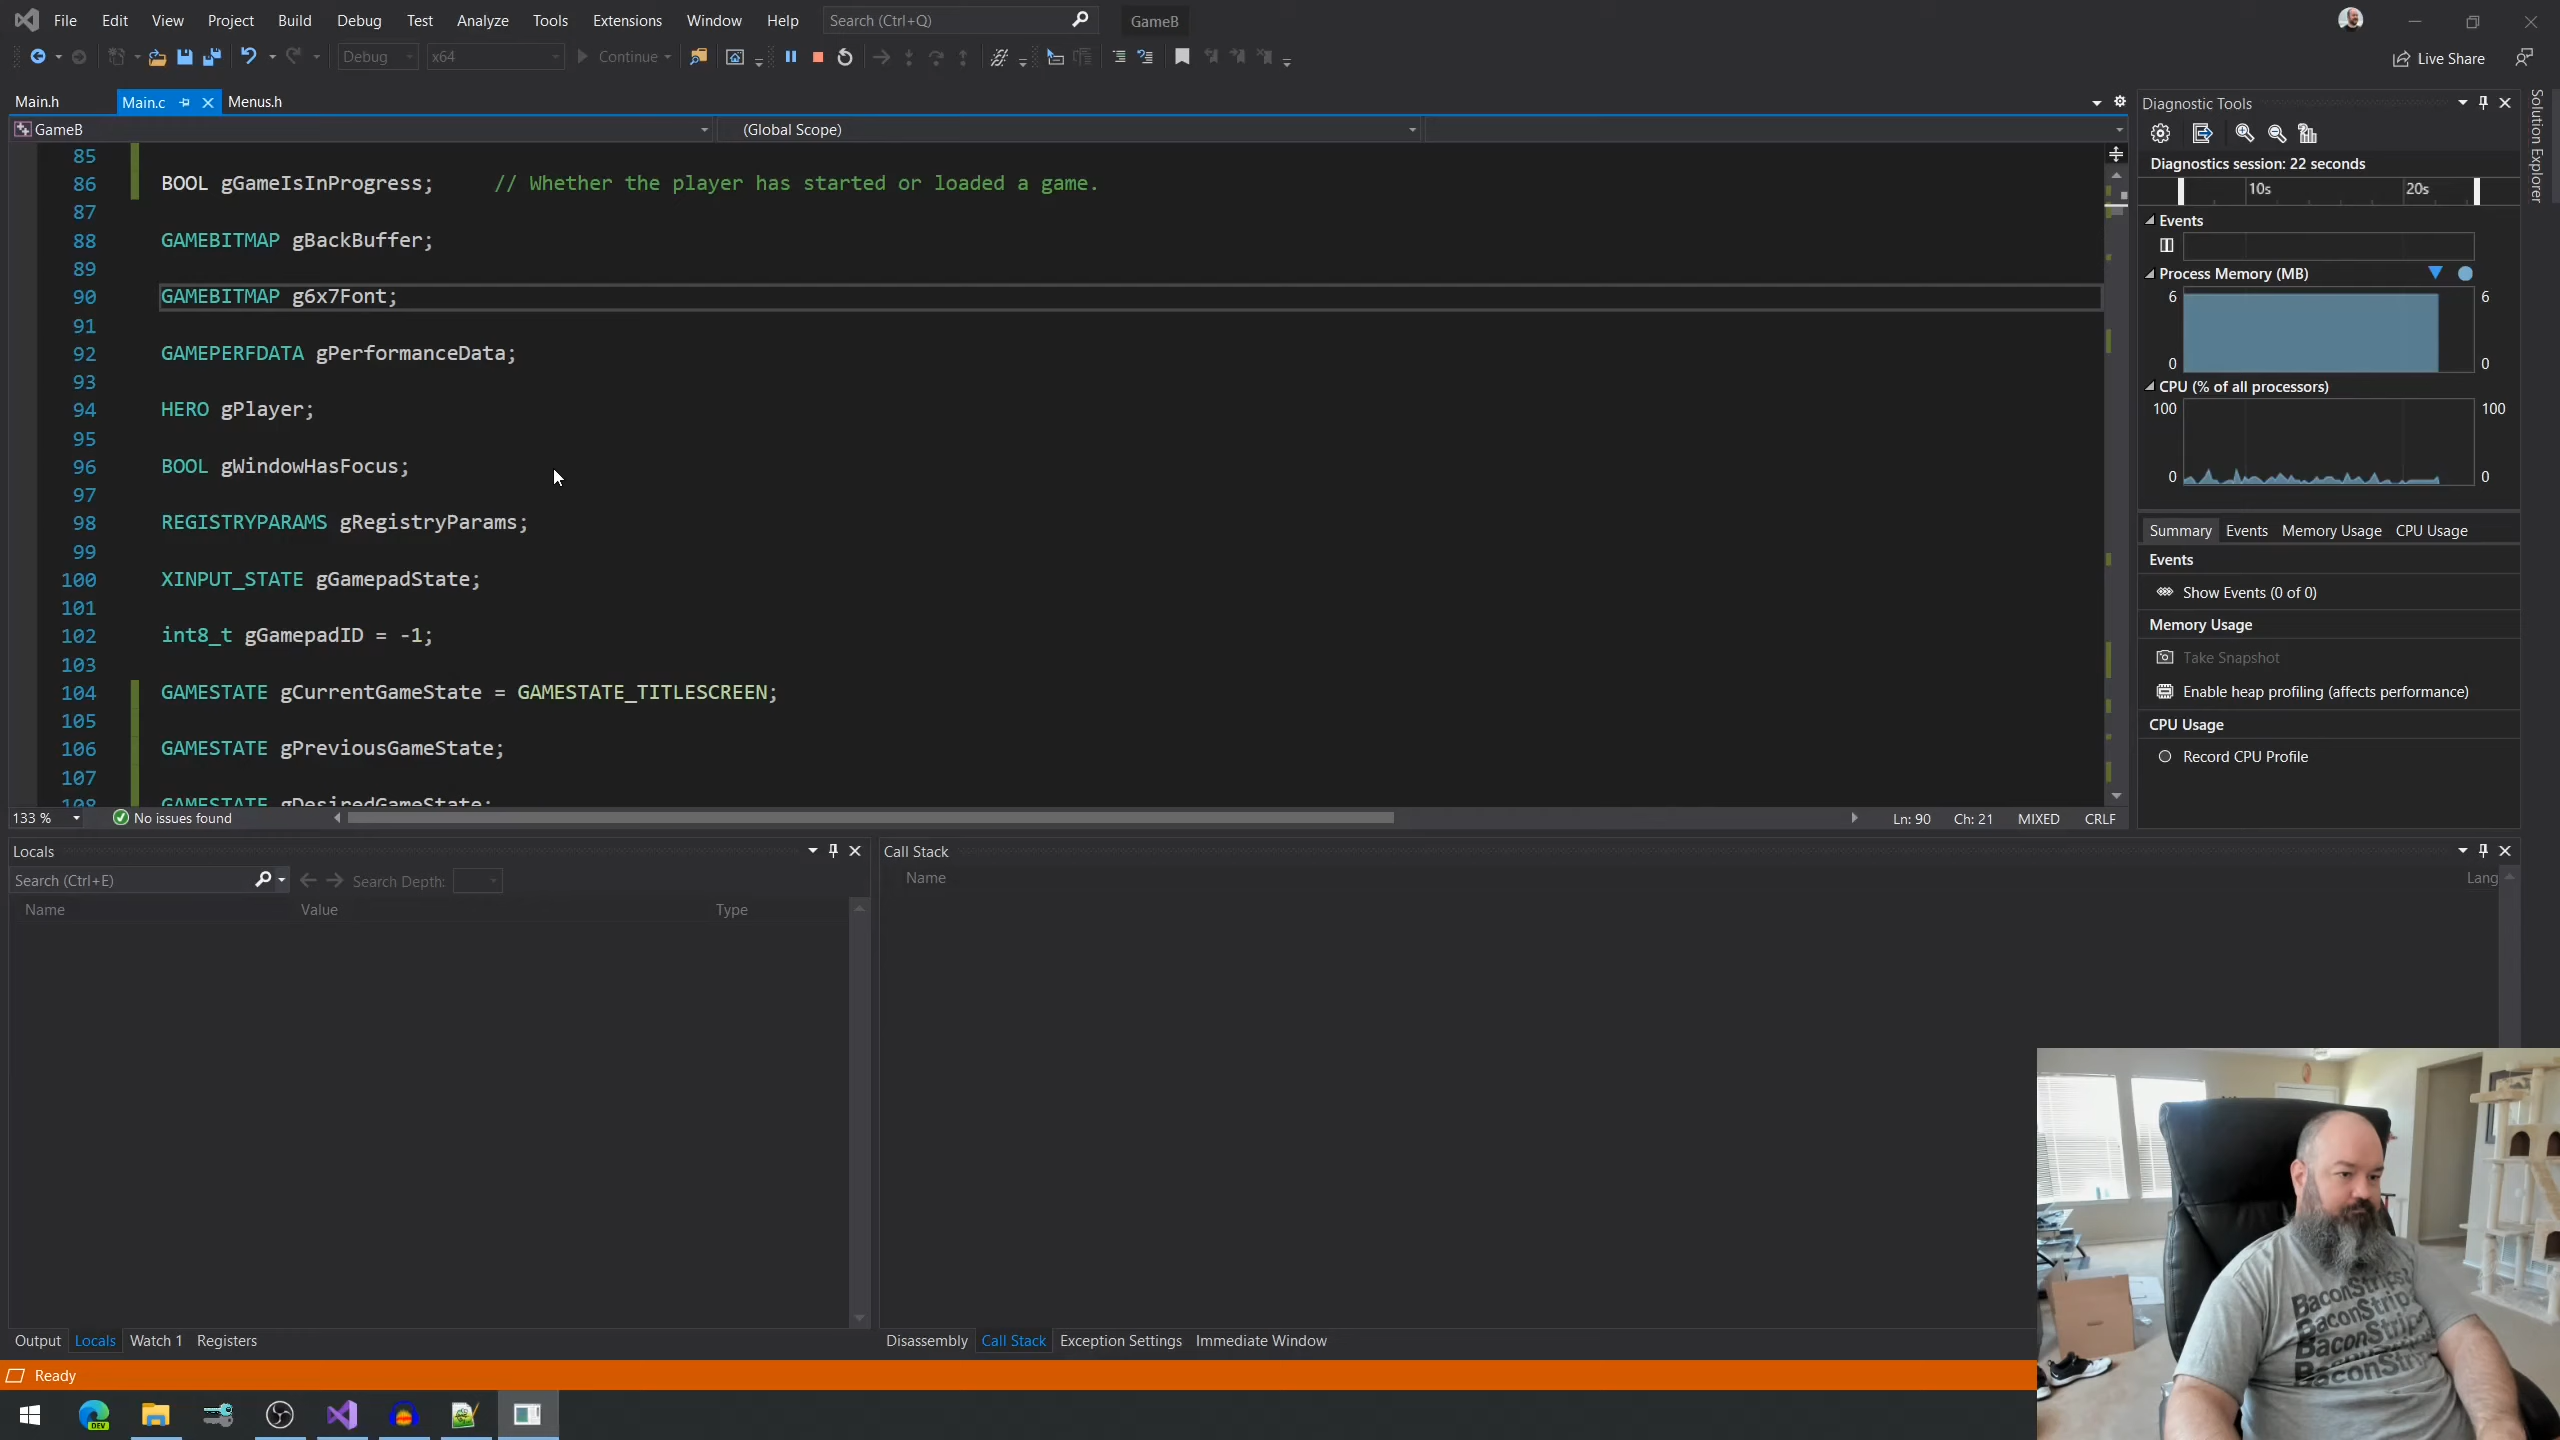 File Edit View Project Build Debug Test Analyze Tools Extensions Window Help Search (Ctrl+Q) GameB
Debug x64 Continue Live Share
Main.h Main.c Menus.h
GameB (Global Scope)
85
86 BOOL gGameIsInProgress; // Whether the player has started or loaded a game.
87
88 GAMEBITMAP gBackBuffer;
89
90 GAMEBITMAP g6x7Font;
91
92 GAMEPERFDATA gPerformanceData;
93
94 HERO gPlayer;
95
96 BOOL gWindowHasFocus;
97
98 REGISTRYPARAMS gRegistryParams;
99
100 XINPUT_STATE gGamepadState;
101
102 int8_t gGamepadID = -1;
103
104 GAMESTATE gCurrentGameState = GAMESTATE_TITLESCREEN;
105
106 GAMESTATE gPreviousGameState;
107
108 GAMESTATE gDesiredGameState;
133 % No issues found Ln: 90 Ch: 21 MIXED CRLF
Diagnostic Tools
Diagnostics session: 22 seconds
10s 20s
Events
Process Memory (MB)
6 6
0 0
CPU (% of all processors)
100 100
0 0
Summary Events Memory Usage CPU Usage
Events
Show Events (0 of 0)
Memory Usage
Take Snapshot
Enable heap profiling (affects performance)
CPU Usage
Record CPU Profile
Solution Explorer
Locals
Search (Ctrl+E) Search Depth:
Name Value Type
Call Stack
Name Lang
Output Locals Watch 1 Registers
Disassembly Call Stack Exception Settings Immediate Window
Ready
DEV
BaconStrips!
BaconStrip
BaconStrip
BaconStri